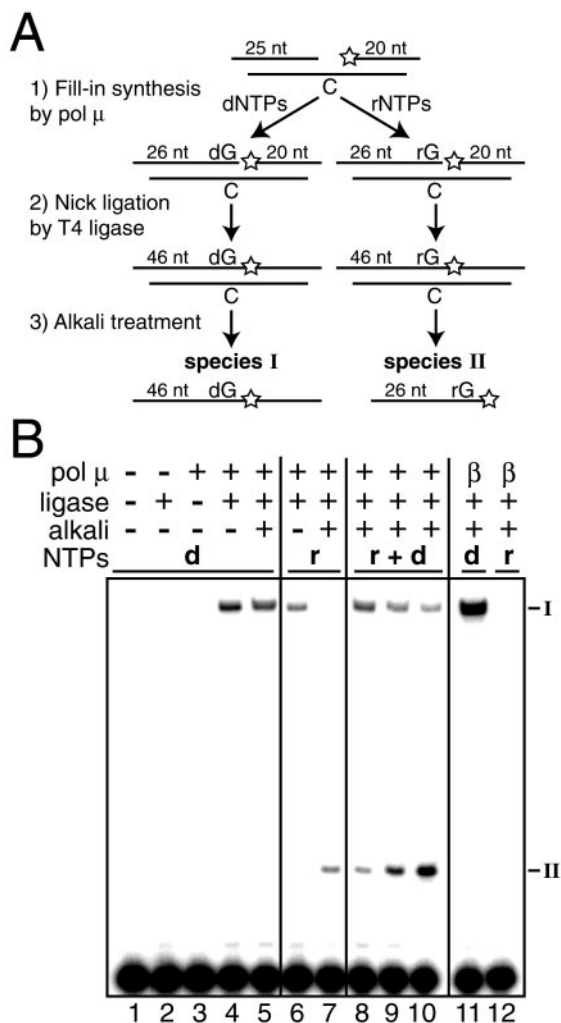 A
25 nt 20 nt
1) Fill-in synthesis
by pol μ
C
dNTPs rNTPs
26 nt dG 20 nt 26 nt rG 20 nt
C C
2) Nick ligation
by T4 ligase
46 nt dG 46 nt rG
C C
3) Alkali treatment
species I species II
46 nt dG 26 nt rG
B
pol μ - - + + + + + + + + β β
ligase - + - + + + + + + + + +
alkali - - - - + - + + + + + +
NTPs d r r + d d r
I
II
1 2 3 4 5 6 7 8 9 10 11 12